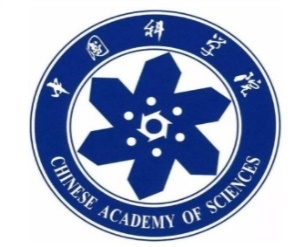 中国科学院
CHINESE ACADEMY OF SCIENCES